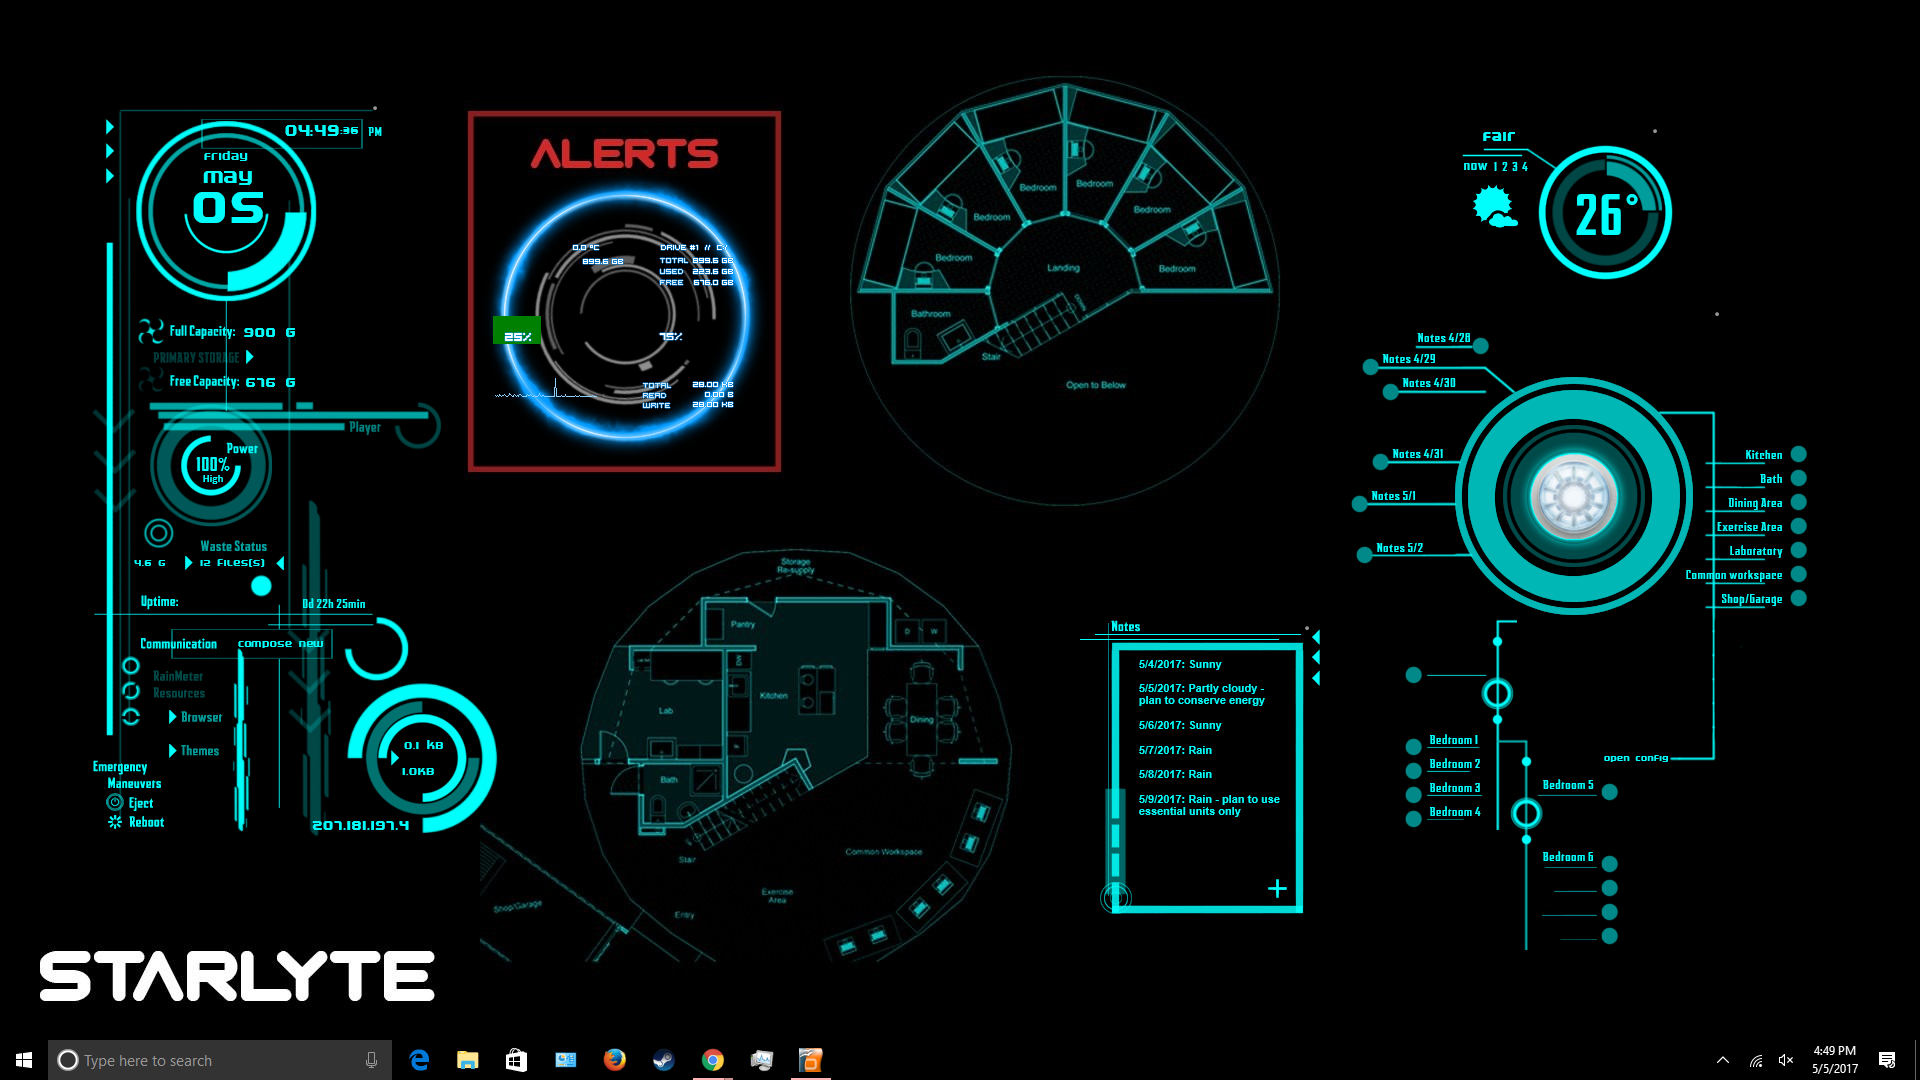 04:49:36 PM
Friday
May
05
Full Capacity: 900 G
PRIMARY STORAGE
Free Capacity: 676 G
Player
Power
100%
High
Waste Status
4.6 G
12 File(s)
Uptime:
0d 22h 25min
Communication
compose new
RainMeter
Resources
Browser
Themes
Emergency
Maneuvers
Eject
Reboot
0.1 kB
1.0kB
207.181.197.4
ALERTS
0.0 °C
899.6 GB
DRIVE #1 // C:/
TOTAL 899.6 GB
USED 223.6 GB
FREE 676.0 GB
25%
75%
TOTAL 28.00 kB
READ 0.00 B
WRITE 28.00 kB
Bedroom
Bedroom
Bedroom
Bedroom
Bedroom
Bedroom
Landing
DOWN
Bathroom
Stair
Open to Below
Storage
Re-supply
Pantry
D
W
DW
Kitchen
Lab
Dining
Bath
Stair
Common Workspace
Exercise
Area
Shop/Garage
Entry
Fair
now 1 2 3 4
26°
Notes 4/28
Notes 4/29
Notes 4/30
Notes 4/31
Notes 5/1
Notes 5/2
Kitchen
Bath
Dining Area
Exercise Area
Laboratory
Common workspace
Shop/Garage
open config
Bedroom 1
Bedroom 2
Bedroom 3
Bedroom 4
Bedroom 5
Bedroom 6
Notes
5/4/2017: Sunny
5/5/2017: Partly cloudy -
plan to conserve energy
5/6/2017: Sunny
5/7/2017: Rain
5/8/2017: Rain
5/9/2017: Rain - plan to use
essential units only
STARLYTE
Type here to search
4:49 PM
5/5/2017